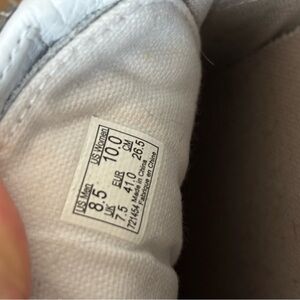 US Men US Women
8.5 10.0
UK EUR CM
7.5 41.0 26.5
721454 Made in China
Fabriqué en Chine